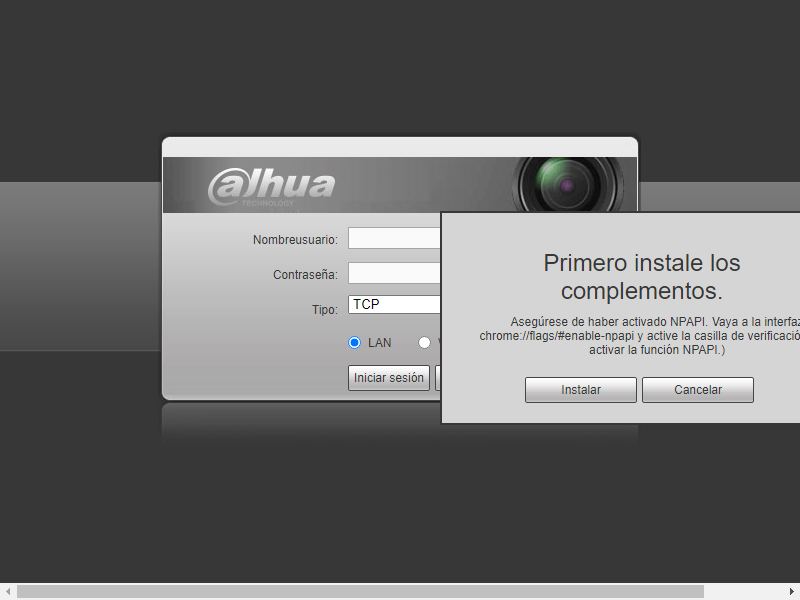 alhua
TECHNOLOGY
Nombreusuario:
Contraseña:
Tipo:
TCP
LAN
Iniciar sesión
Primero instale los
complementos.
Asegúrese de haber activado NPAPI. Vaya a la interfaz
chrome://flags/#enable-npapi y active la casilla de verificació
activar la función NPAPI.)
Instalar
Cancelar